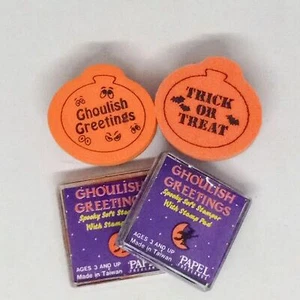 Ghoulish
Greetings
TRICK
OR
TREAT
GHOULISH
GREETINGS
Spooky Soft Stamper
With Stamp
AGES 3 AND UP
Made in Taiwan
PAPEL
GHOULISH
GREETINGS
Spooky Soft Stamper
With Stamp Pad
AGES 3 AND UP
Made in Taiwan
PAPEL